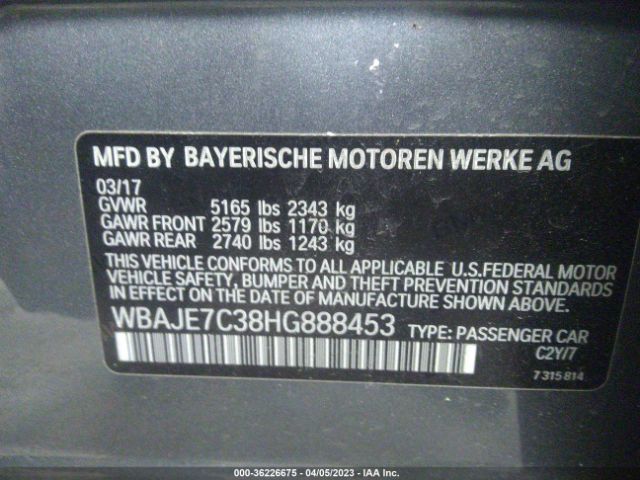 MFD BY BAYERISCHE MOTOREN WERKE AG
03/17
GVWR 5165 lbs 2343 kg
GAWR FRONT 2579 lbs 1170 kg
GAWR REAR 2740 lbs 1243 kg
THIS VEHICLE CONFORMS TO ALL APPLICABLE U.S.FEDERAL MOTOR
VEHICLE SAFETY, BUMPER AND THEFT PREVENTION STANDARDS
IN EFFECT ON THE DATE OF MANUFACTURE SHOWN ABOVE.
WBAJE7C38HG888453 TYPE: PASSENGER CAR
C2Y/7
7315814
000-36226675 / 04/05/2023 - IAA Inc.